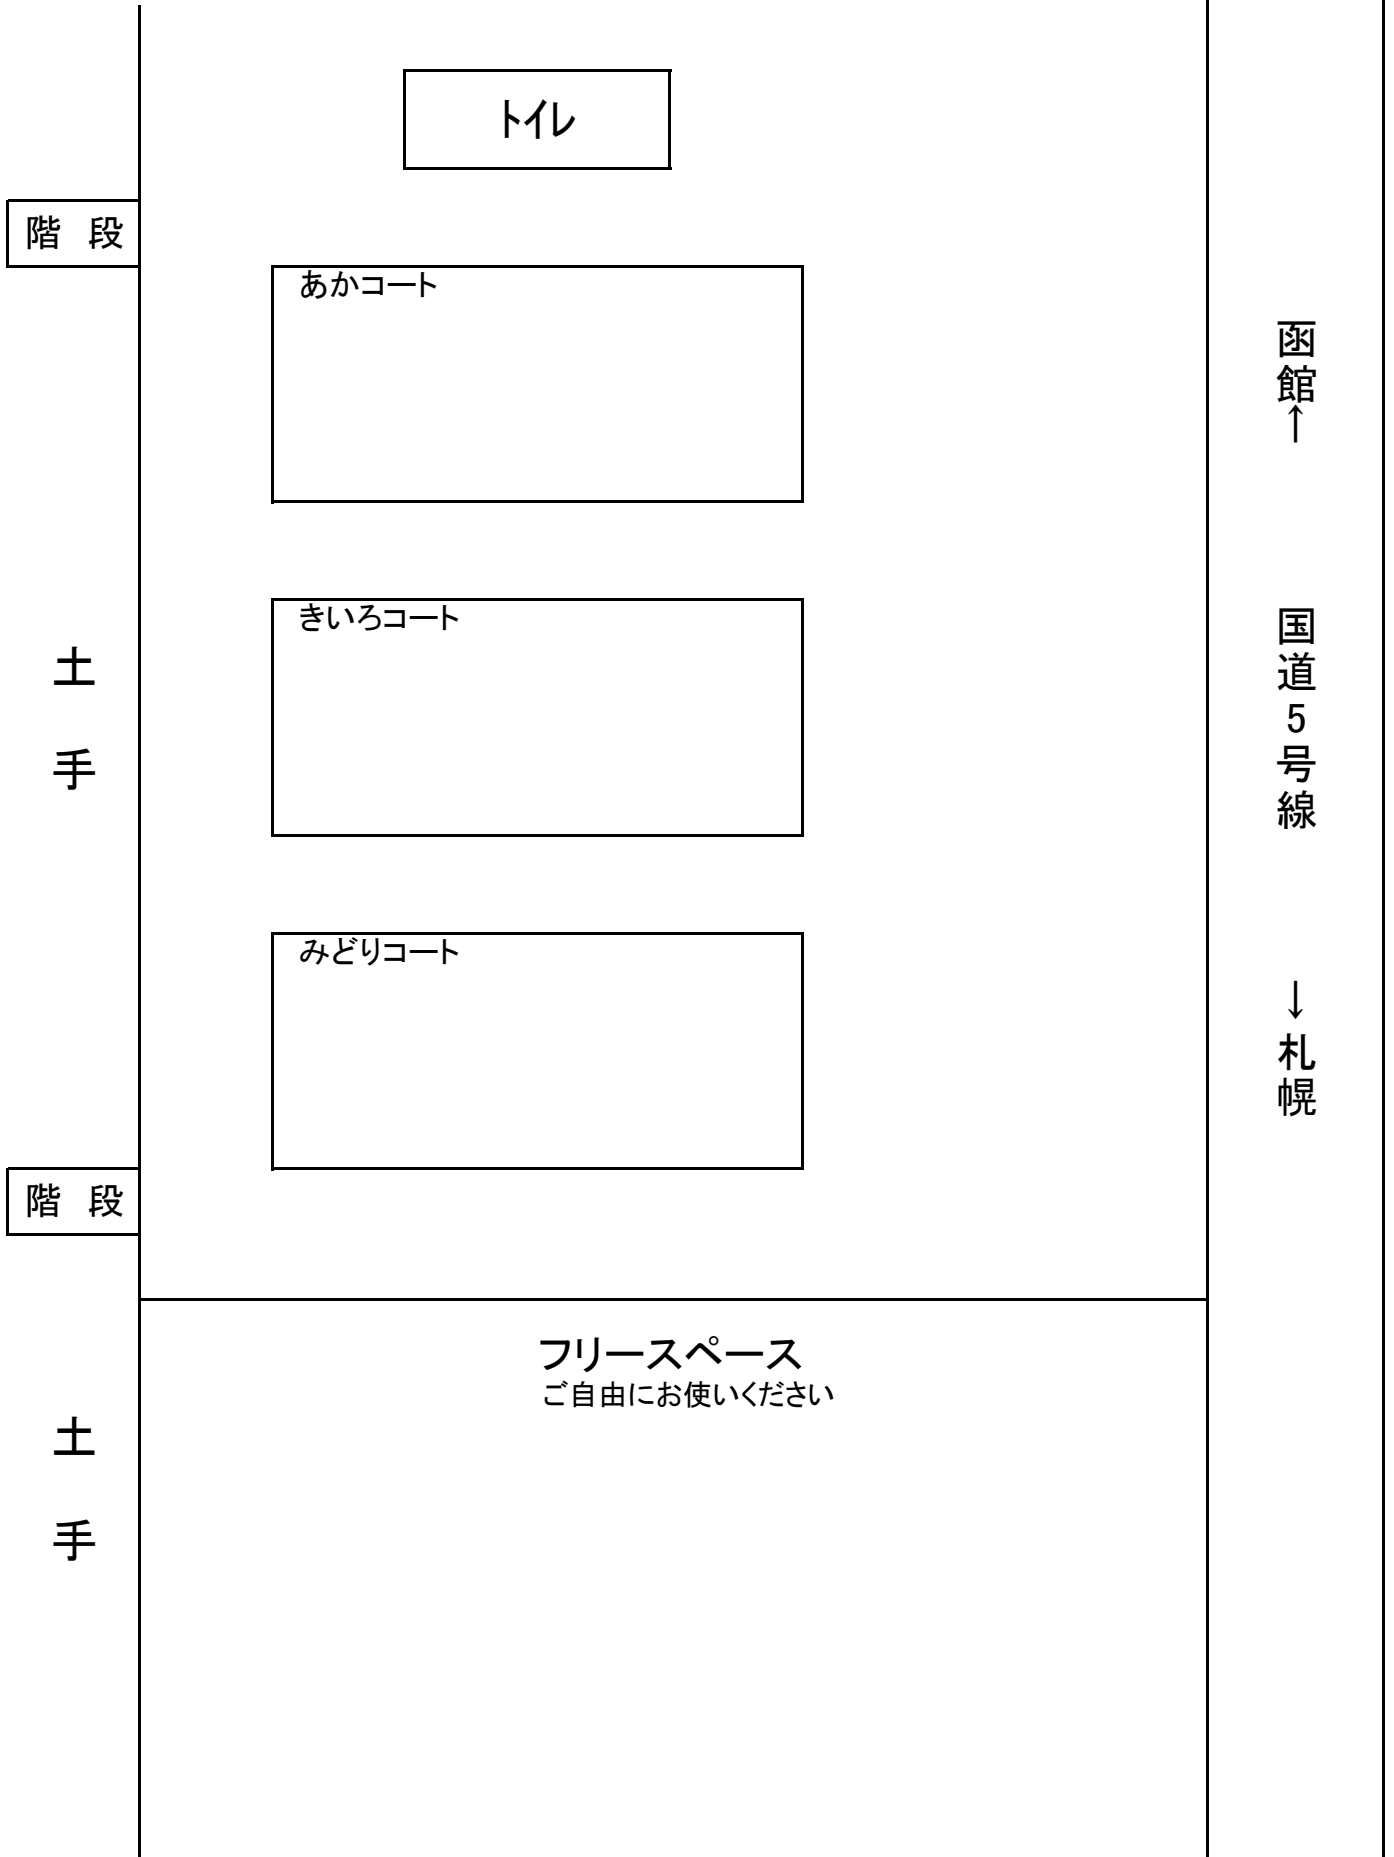 トイレ
階 段
あかコート
函館↑
きいろコート
土手
国道5号線
みどりコート
↓札幌
階 段
フリースペース
ご自由にお使いください
土手